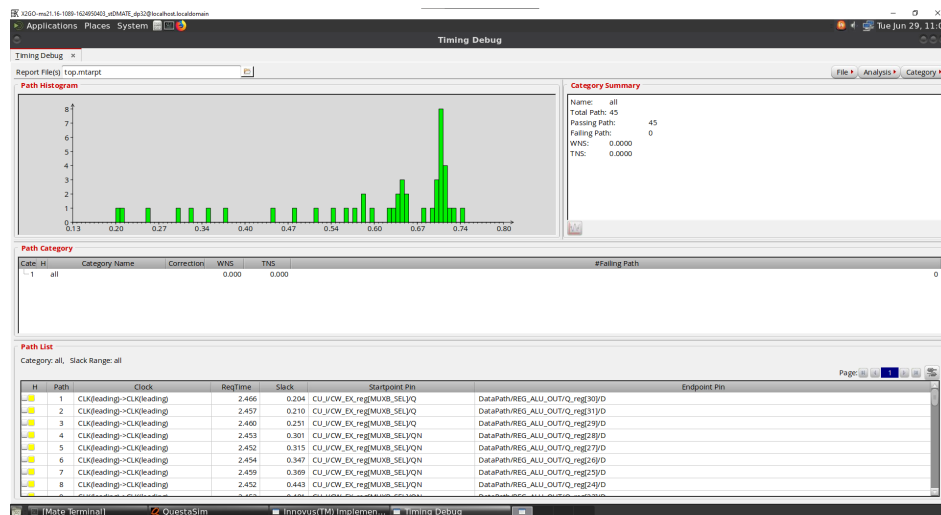 X2GO-ms21.16-1089-1624950403_stDMATE_dp32@localhost.localdomain
Applications Places System Tue Jun 29, 11:0
Timing Debug
Timing Debug ×
Report File(s) top.mtarpt File Analysis Category
Path Histogram
8
7
6
5
4
3
2
1
0
0.13 0.20 0.27 0.34 0.40 0.47 0.54 0.60 0.67 0.74 0.80
Category Summary
Name: all
Total Path: 45
Passing Path: 45
Failing Path: 0
WNS: 0.0000
TNS: 0.0000
Path Category
Cate H Category Name Correction WNS TNS #Failing Path
1 all 0.000 0.000 0
Path List
Category: all, Slack Range: all
Page: 1
H Path Clock ReqTime Slack Startpoint Pin Endpoint Pin
1 CLK(leading)->CLK(leading) 2.466 0.204 CU_I/CW_EX_reg[MUXB_SEL]/Q DataPath/REG_ALU_OUT/Q_reg[30]/D
2 CLK(leading)->CLK(leading) 2.457 0.210 CU_I/CW_EX_reg[MUXB_SEL]/Q DataPath/REG_ALU_OUT/Q_reg[31]/D
3 CLK(leading)->CLK(leading) 2.460 0.251 CU_I/CW_EX_reg[MUXB_SEL]/Q DataPath/REG_ALU_OUT/Q_reg[29]/D
4 CLK(leading)->CLK(leading) 2.453 0.301 CU_I/CW_EX_reg[MUXB_SEL]/QN DataPath/REG_ALU_OUT/Q_reg[28]/D
5 CLK(leading)->CLK(leading) 2.452 0.315 CU_I/CW_EX_reg[MUXB_SEL]/QN DataPath/REG_ALU_OUT/Q_reg[27]/D
6 CLK(leading)->CLK(leading) 2.454 0.347 CU_I/CW_EX_reg[MUXB_SEL]/QN DataPath/REG_ALU_OUT/Q_reg[26]/D
7 CLK(leading)->CLK(leading) 2.459 0.369 CU_I/CW_EX_reg[MUXB_SEL]/QN DataPath/REG_ALU_OUT/Q_reg[25]/D
8 CLK(leading)->CLK(leading) 2.452 0.443 CU_I/CW_EX_reg[MUXB_SEL]/QN DataPath/REG_ALU_OUT/Q_reg[24]/D
[Mate Terminal] QuestaSim Innovus(TM) Implemen... Timing Debug